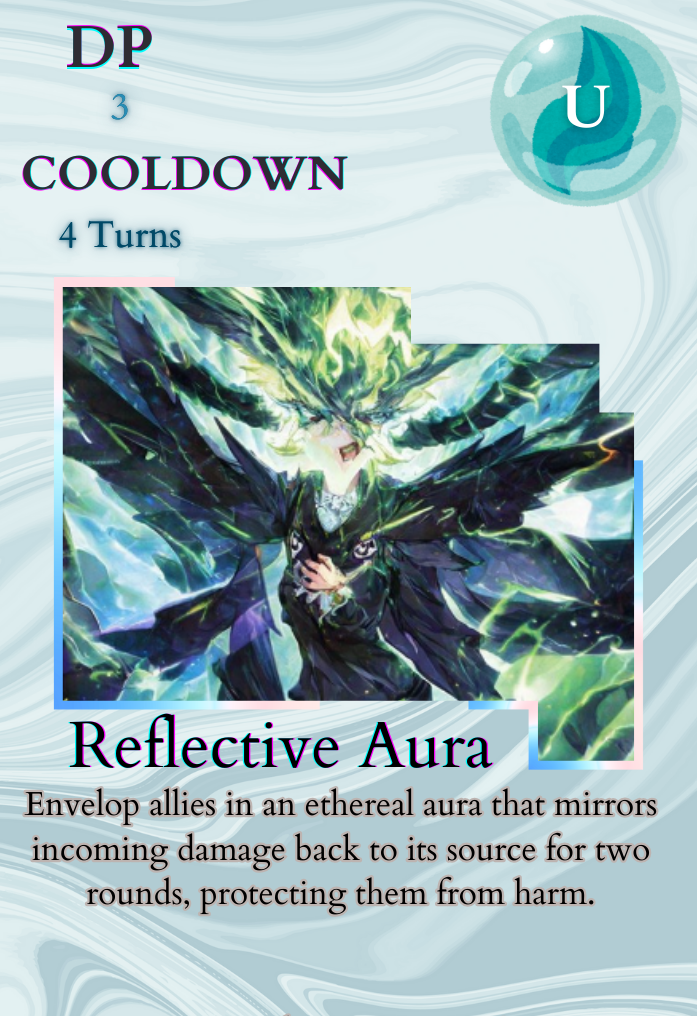 DP
U
3
COOLDOWN
4 Turns
Reflective Aura
Envelop allies in an ethereal aura that mirrors
incoming damage back to its source for two
rounds, protecting them from harm.